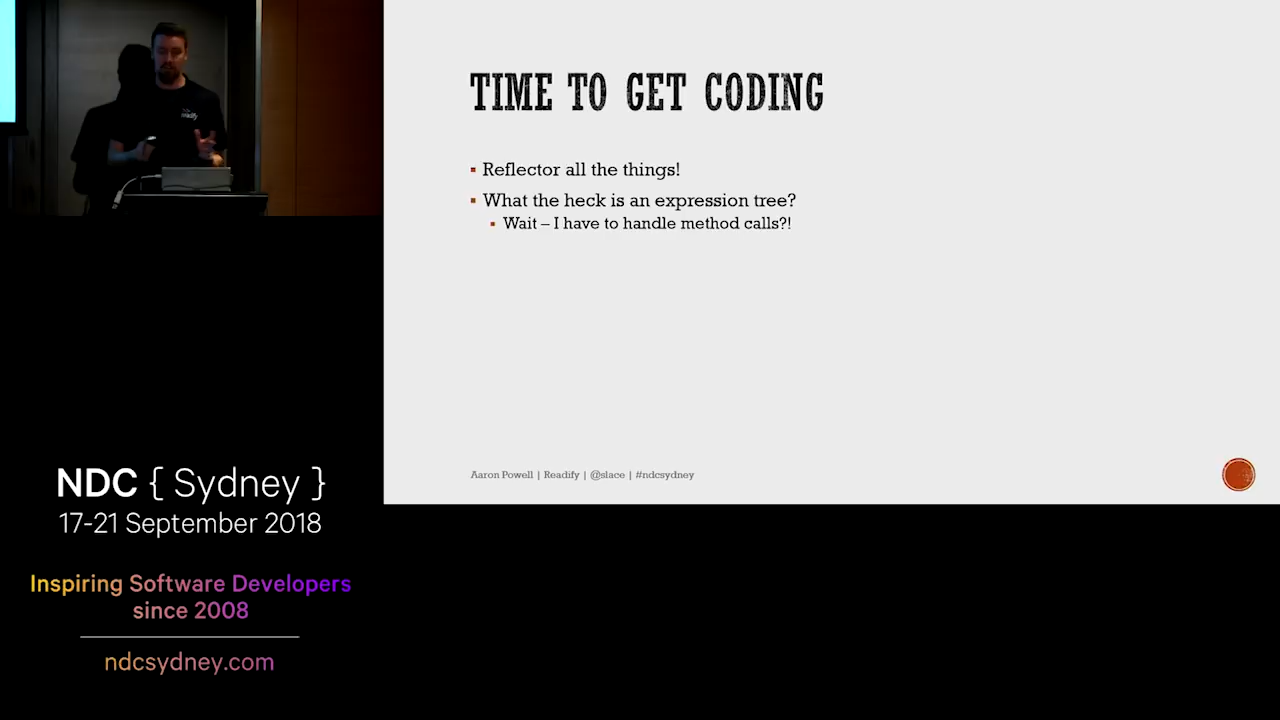 TIME TO GET CODING
Reflector all the things!
What the heck is an expression tree?
Wait – I have to handle method calls?!
Aaron Powell | Readify | @slace | #ndcsydney
NDC { Sydney }
17-21 September 2018
Inspiring Software Developers
since 2008
ndcsydney.com